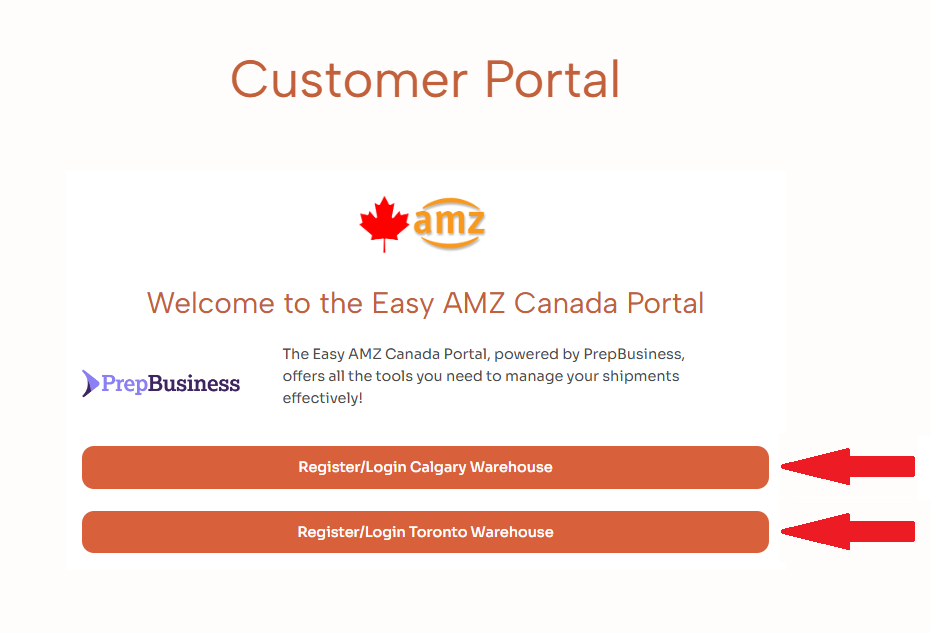 Customer Portal
amz
Welcome to the Easy AMZ Canada Portal
PrepBusiness
The Easy AMZ Canada Portal, powered by PrepBusiness,
offers all the tools you need to manage your shipments
effectively!
Register/Login Calgary Warehouse
Register/Login Toronto Warehouse